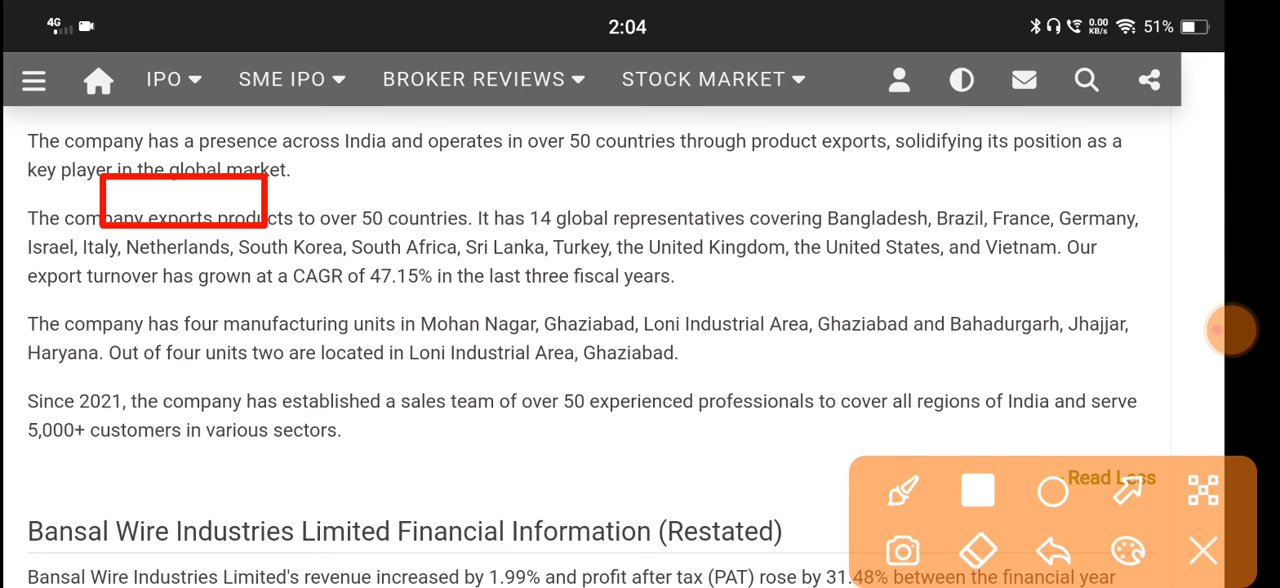 4G 2:04 0.00 KB/s 51%
IPO SME IPO BROKER REVIEWS STOCK MARKET
The company has a presence across India and operates in over 50 countries through product exports, solidifying its position as a
key player in the global market.
The company exports products to over 50 countries. It has 14 global representatives covering Bangladesh, Brazil, France, Germany,
Israel, Italy, Netherlands, South Korea, South Africa, Sri Lanka, Turkey, the United Kingdom, the United States, and Vietnam. Our
export turnover has grown at a CAGR of 47.15% in the last three fiscal years.
The company has four manufacturing units in Mohan Nagar, Ghaziabad, Loni Industrial Area, Ghaziabad and Bahadurgarh, Jhajjar,
Haryana. Out of four units two are located in Loni Industrial Area, Ghaziabad.
Since 2021, the company has established a sales team of over 50 experienced professionals to cover all regions of India and serve
5,000+ customers in various sectors.
Read Less
Bansal Wire Industries Limited Financial Information (Restated)
Bansal Wire Industries Limited's revenue increased by 1.99% and profit after tax (PAT) rose by 31.48% between the financial year